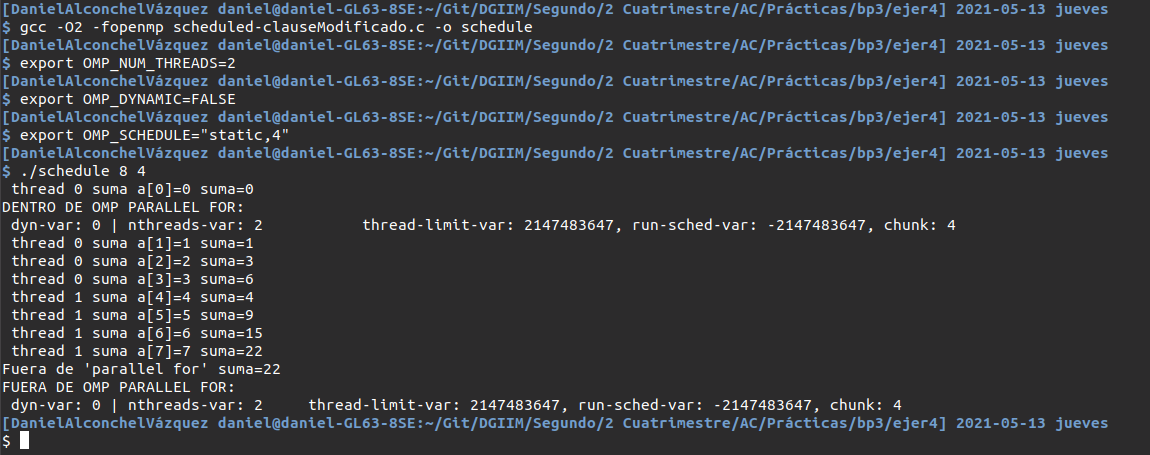 [DanielAlconchelVázquez daniel@daniel-GL63-8SE:~/Git/DGIIM/Segundo/2 Cuatrimestre/AC/Prácticas/bp3/ejer4] 2021-05-13 jueves
$ gcc -O2 -fopenmp scheduled-clauseModificado.c -o schedule
[DanielAlconchelVázquez daniel@daniel-GL63-8SE:~/Git/DGIIM/Segundo/2 Cuatrimestre/AC/Prácticas/bp3/ejer4] 2021-05-13 jueves
$ export OMP_NUM_THREADS=2
[DanielAlconchelVázquez daniel@daniel-GL63-8SE:~/Git/DGIIM/Segundo/2 Cuatrimestre/AC/Prácticas/bp3/ejer4] 2021-05-13 jueves
$ export OMP_DYNAMIC=FALSE
[DanielAlconchelVázquez daniel@daniel-GL63-8SE:~/Git/DGIIM/Segundo/2 Cuatrimestre/AC/Prácticas/bp3/ejer4] 2021-05-13 jueves
$ export OMP_SCHEDULE="static,4"
[DanielAlconchelVázquez daniel@daniel-GL63-8SE:~/Git/DGIIM/Segundo/2 Cuatrimestre/AC/Prácticas/bp3/ejer4] 2021-05-13 jueves
$ ./schedule 8 4
 thread 0 suma a[0]=0 suma=0
DENTRO DE OMP PARALLEL FOR:
 dyn-var: 0 | nthreads-var: 2           thread-limit-var: 2147483647, run-sched-var: -2147483647, chunk: 4
 thread 0 suma a[1]=1 suma=1
 thread 0 suma a[2]=2 suma=3
 thread 0 suma a[3]=3 suma=6
 thread 1 suma a[4]=4 suma=4
 thread 1 suma a[5]=5 suma=9
 thread 1 suma a[6]=6 suma=15
 thread 1 suma a[7]=7 suma=22
Fuera de 'parallel for' suma=22
FUERA DE OMP PARALLEL FOR:
 dyn-var: 0 | nthreads-var: 2     thread-limit-var: 2147483647, run-sched-var: -2147483647, chunk: 4
[DanielAlconchelVázquez daniel@daniel-GL63-8SE:~/Git/DGIIM/Segundo/2 Cuatrimestre/AC/Prácticas/bp3/ejer4] 2021-05-13 jueves
$